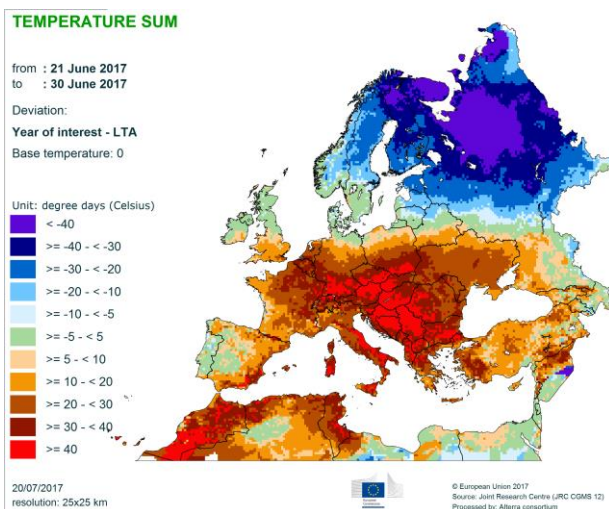 TEMPERATURE SUM
from : 21 June 2017
to : 30 June 2017
Deviation:
Year of interest - LTA
Base temperature: 0
Unit: degree days (Celsius)
< -40
>= -40 - < -30
>= -30 - < -20
>= -20 - < -10
>= -10 - < -5
>= -5 - < 5
>= 5 - < 10
>= 10 - < 20
>= 20 - < 30
>= 30 - < 40
>= 40
20/07/2017
resolution: 25x25 km
© European Union 2017
Source: Joint Research Centre (JRC CGMS 12)
Processed by: Alterra consortium